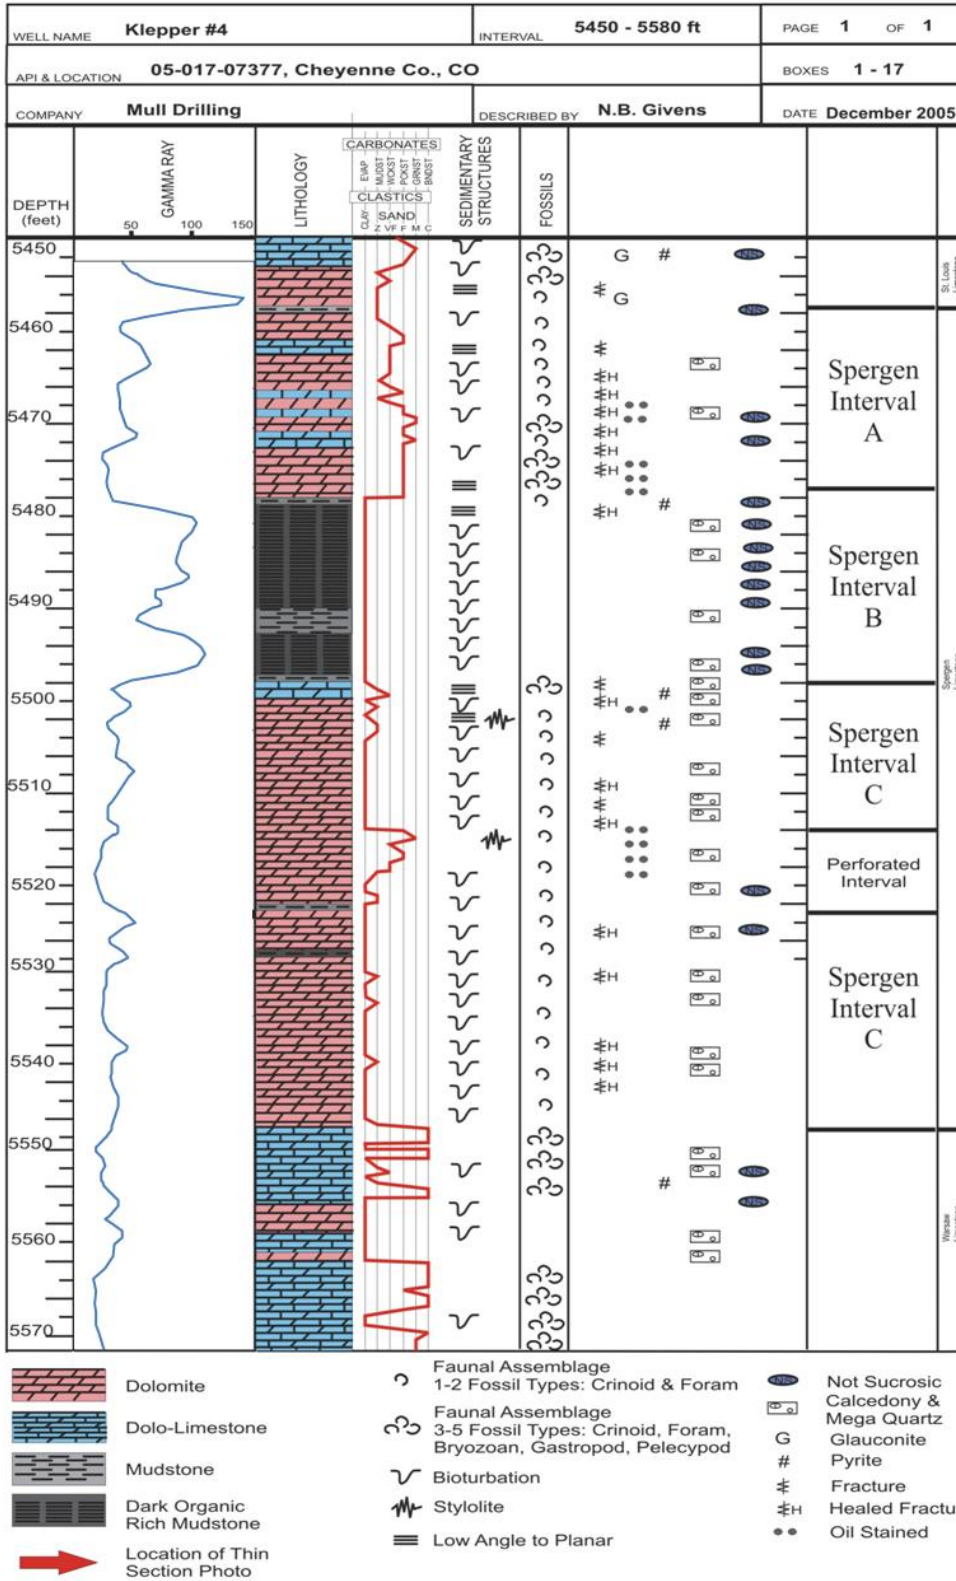 WELL NAME Klepper #4 INTERVAL 5450 - 5580 ft PAGE 1 OF 1
API & LOCATION 05-017-07377, Cheyenne Co., CO BOXES 1 - 17
COMPANY Mull Drilling DESCRIBED BY N.B. Givens DATE December 2005
DEPTH
(feet)
GAMMA RAY
50 100 150
LITHOLOGY
CARBONATES
EVAP MUDST WCKST PCKST GRNST BNDST
CLASTICS
SAND
CLAY Z VF F M C
SEDIMENTARY
STRUCTURES
FOSSILS
5450
5460
5470
5480
5490
5500
5510
5520
5530
5540
5550
5560
5570
G #
G
H
H
H
H
H
H
#
H
#
H
#
H
H
H
H
H
H
H
#
St. Louis
Limestone
Spergen
Interval
A
Spergen
Interval
B
Spergen
Limestone
Spergen
Interval
C
Perforated
Interval
Spergen
Interval
C
Warsaw
Limestone
Dolomite
Dolo-Limestone
Mudstone
Dark Organic
Rich Mudstone
Location of Thin
Section Photo
Faunal Assemblage
1-2 Fossil Types: Crinoid & Foram
Faunal Assemblage
3-5 Fossil Types: Crinoid, Foram,
Bryozoan, Gastropod, Pelecypod
Bioturbation
Stylolite
Low Angle to Planar
Not Sucrosic
Calcedony &
Mega Quartz
G Glauconite
# Pyrite
Fracture
H Healed Fractu
Oil Stained